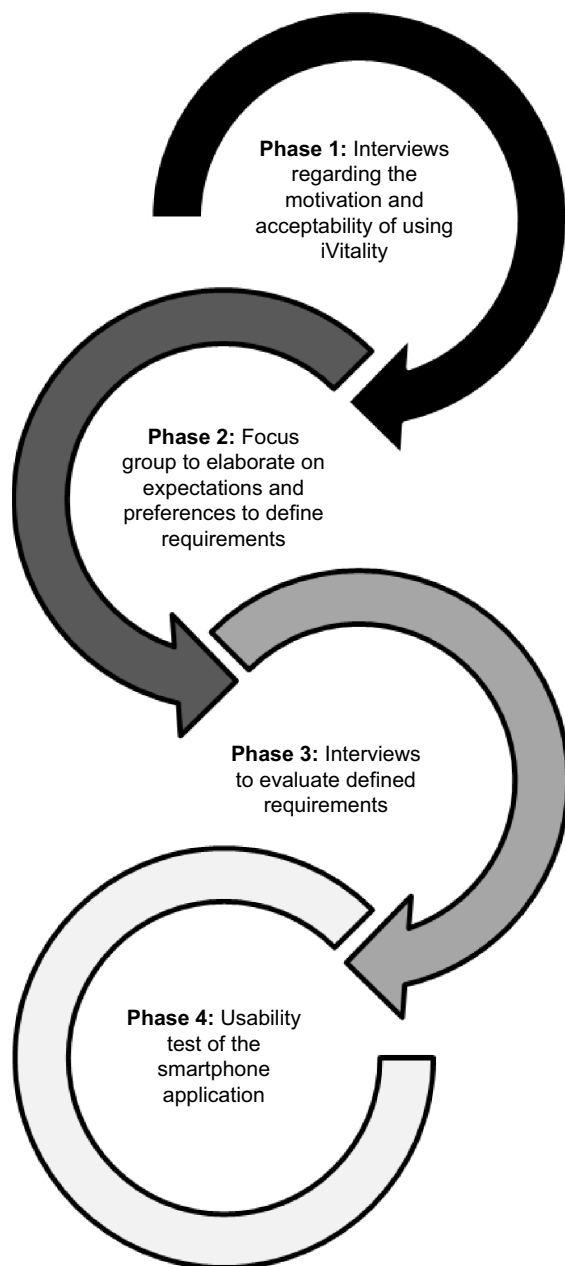 Phase 1: Interviews
regarding the
motivation and
acceptability of using
iVitality
Phase 2: Focus
group to elaborate on
expectations and
preferences to define
requirements
Phase 3: Interviews
to evaluate defined
requirements
Phase 4: Usability
test of the
smartphone
application